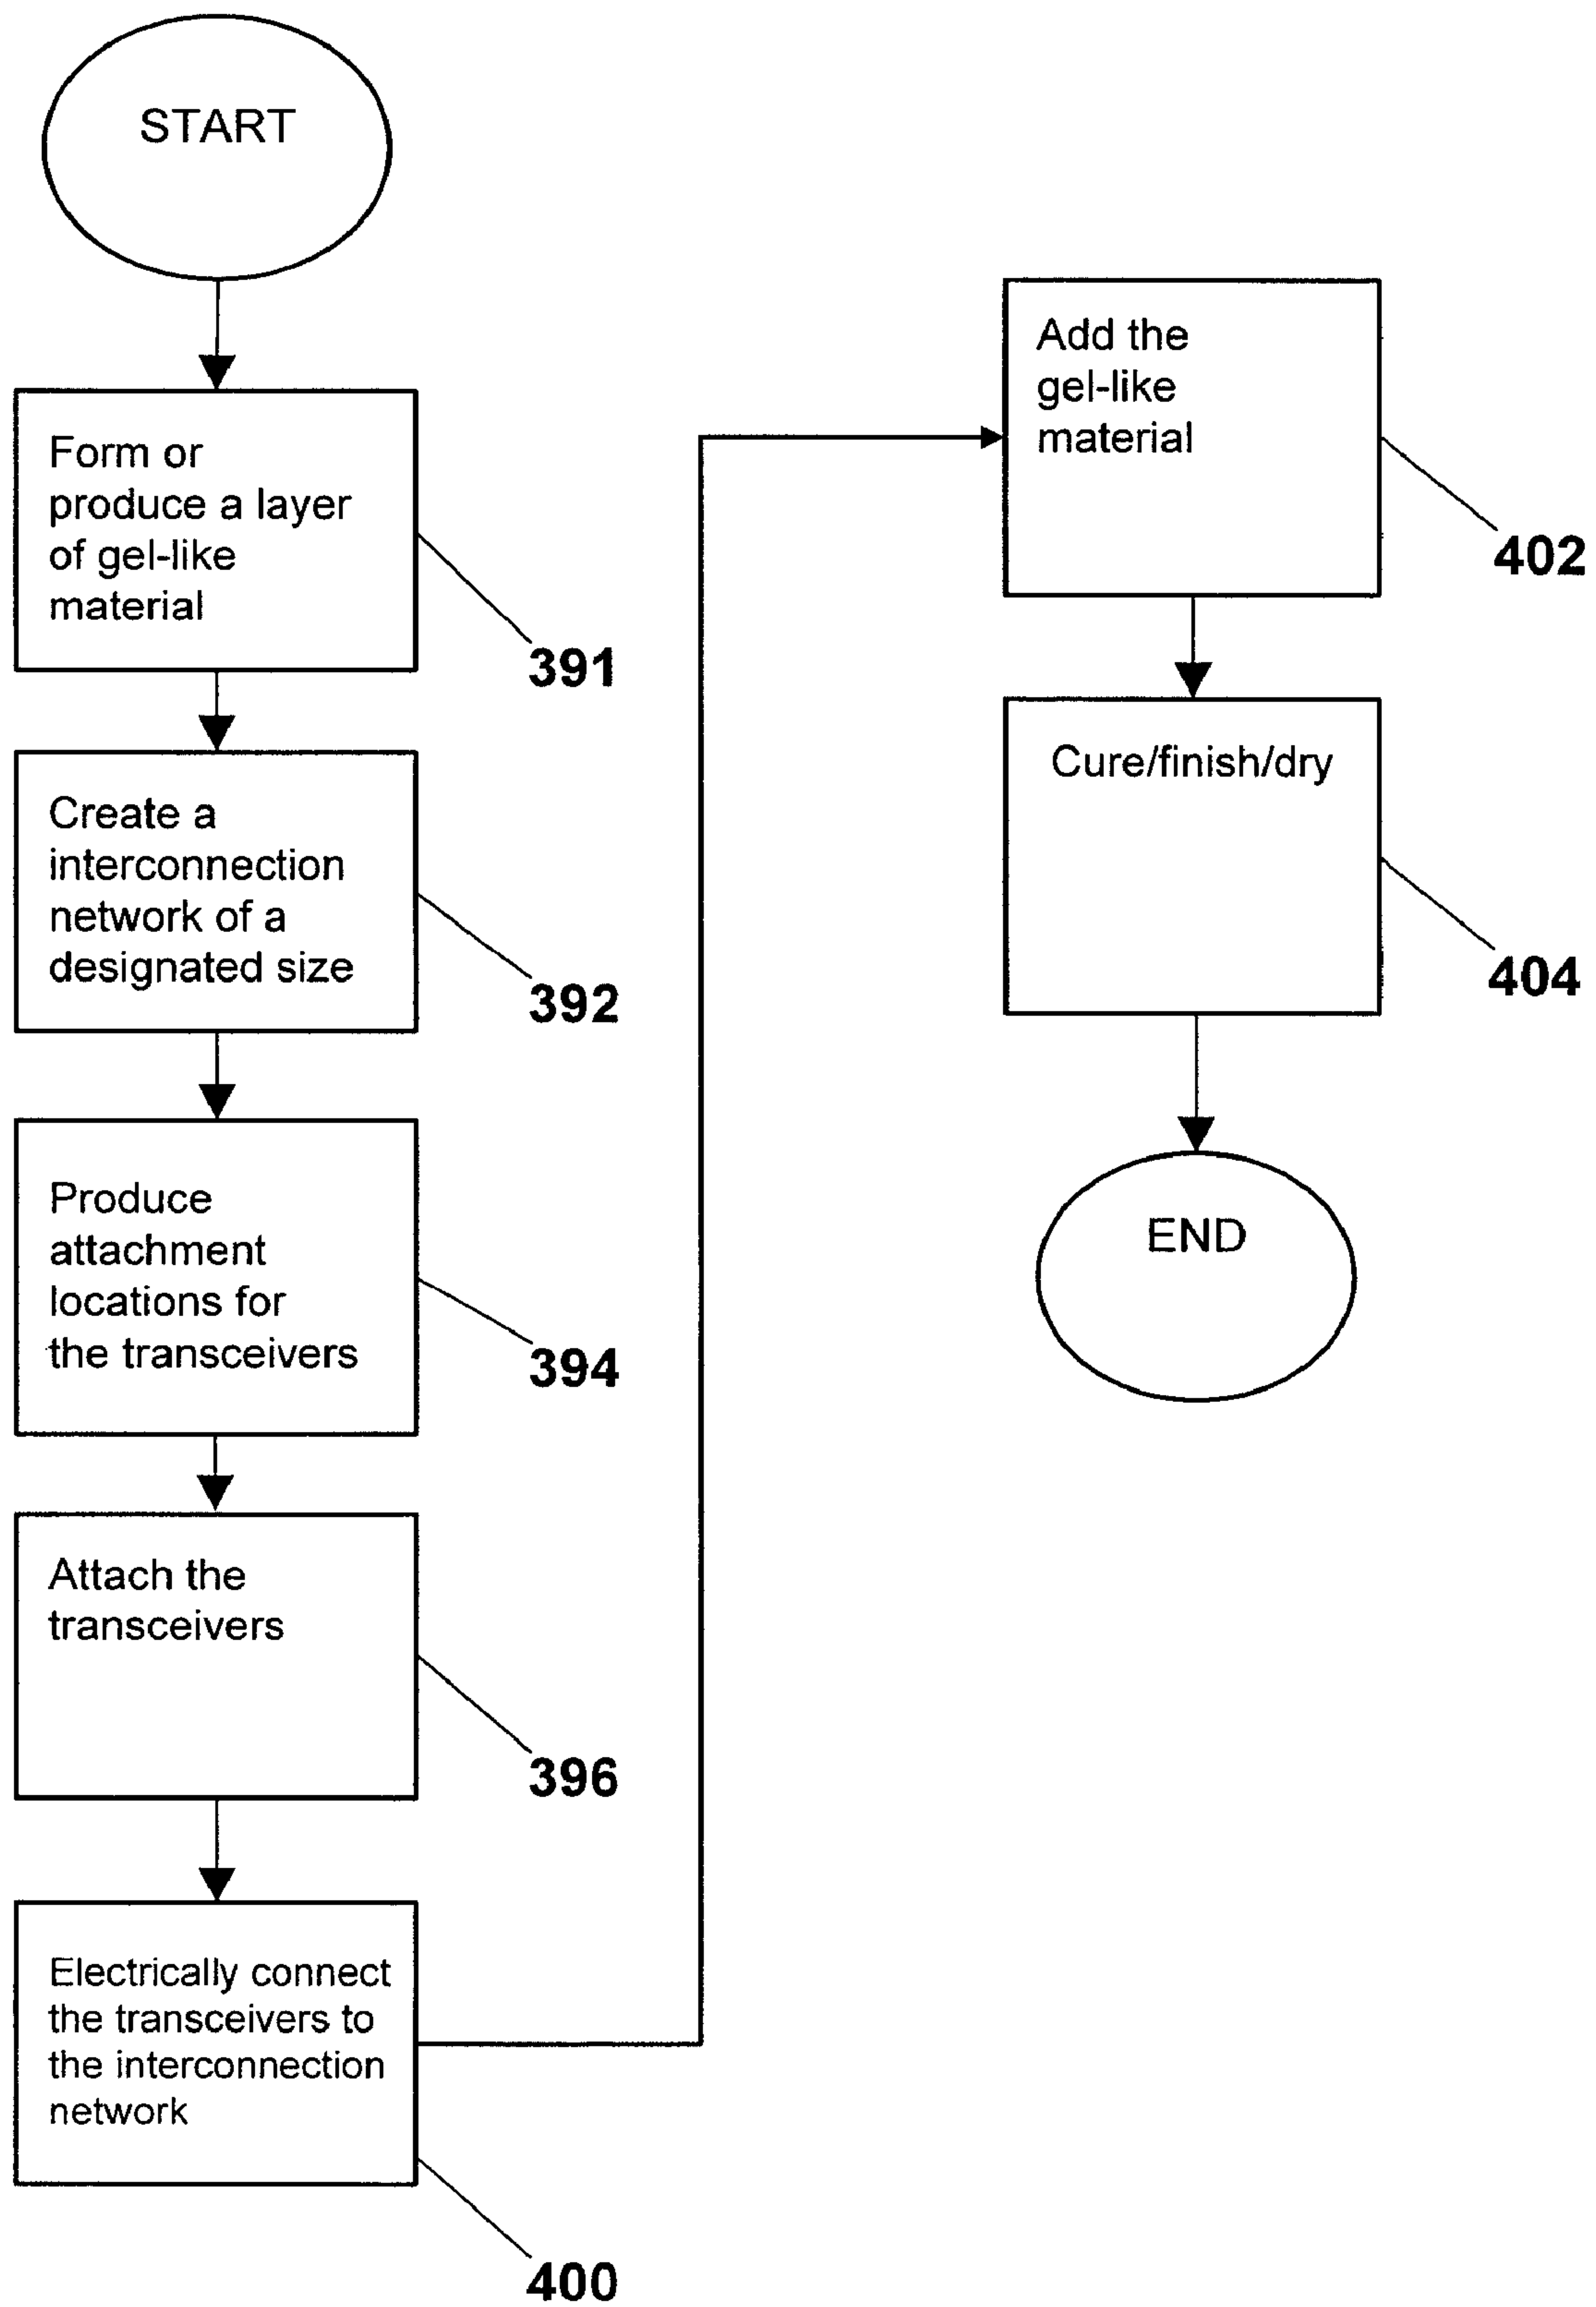 START
Form or
produce a layer
of gel-like
material
391
Create a
interconnection
network of a
designated size
392
Produce
attachment
locations for
the transceivers
394
Attach the
transceivers
396
Electrically connect
the transceivers to
the interconnection
network
400
Add the
gel-like
material
402
Cure/finish/dry
404
END